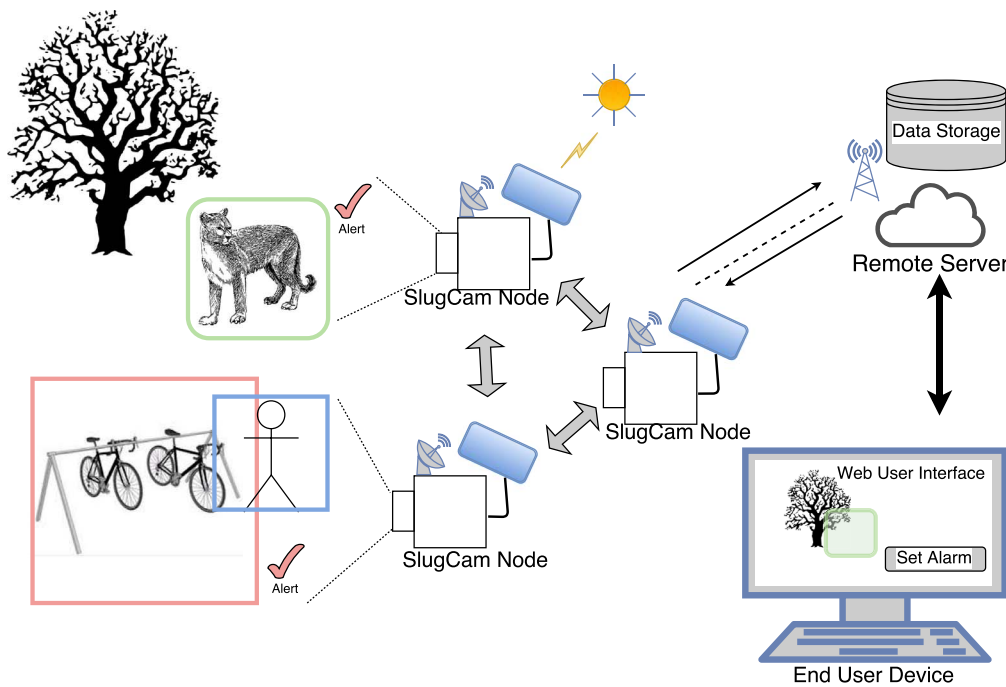 Data Storage
Alert
Remote Server
SlugCam Node
SlugCam Node
Web User Interface
SlugCam Node
Set Alarm
Alert
End User Device